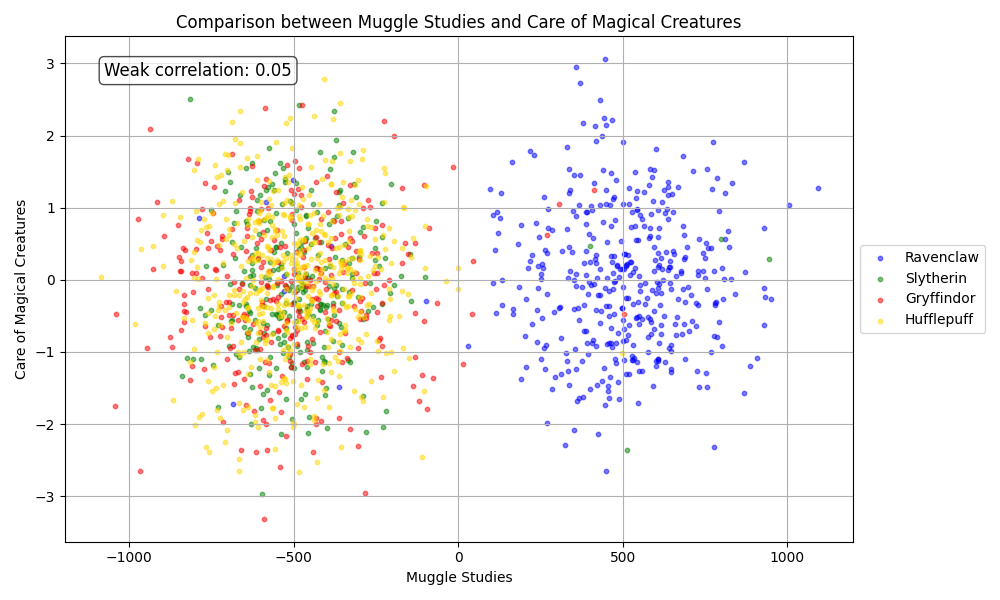 Comparison between Muggle Studies and Care of Magical Creatures
Weak correlation: 0.05
3
2
1
0
−1
−2
−3
Care of Magical Creatures
−1000
−500
0
500
1000
Muggle Studies
Ravenclaw
Slytherin
Gryffindor
Hufflepuff